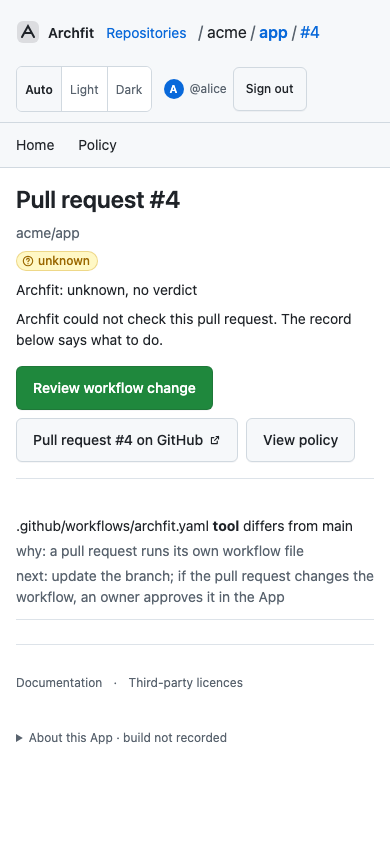 Archfit Repositories / acme / app / #4
Auto Light Dark A @alice Sign out
Home Policy
Pull request #4
acme/app
unknown
Archfit: unknown, no verdict
Archfit could not check this pull request. The record
below says what to do.
Review workflow change
Pull request #4 on GitHub View policy
.github/workflows/archfit.yaml tool differs from main
why: a pull request runs its own workflow file
next: update the branch; if the pull request changes the
workflow, an owner approves it in the App
Documentation · Third-party licences
About this App · build not recorded